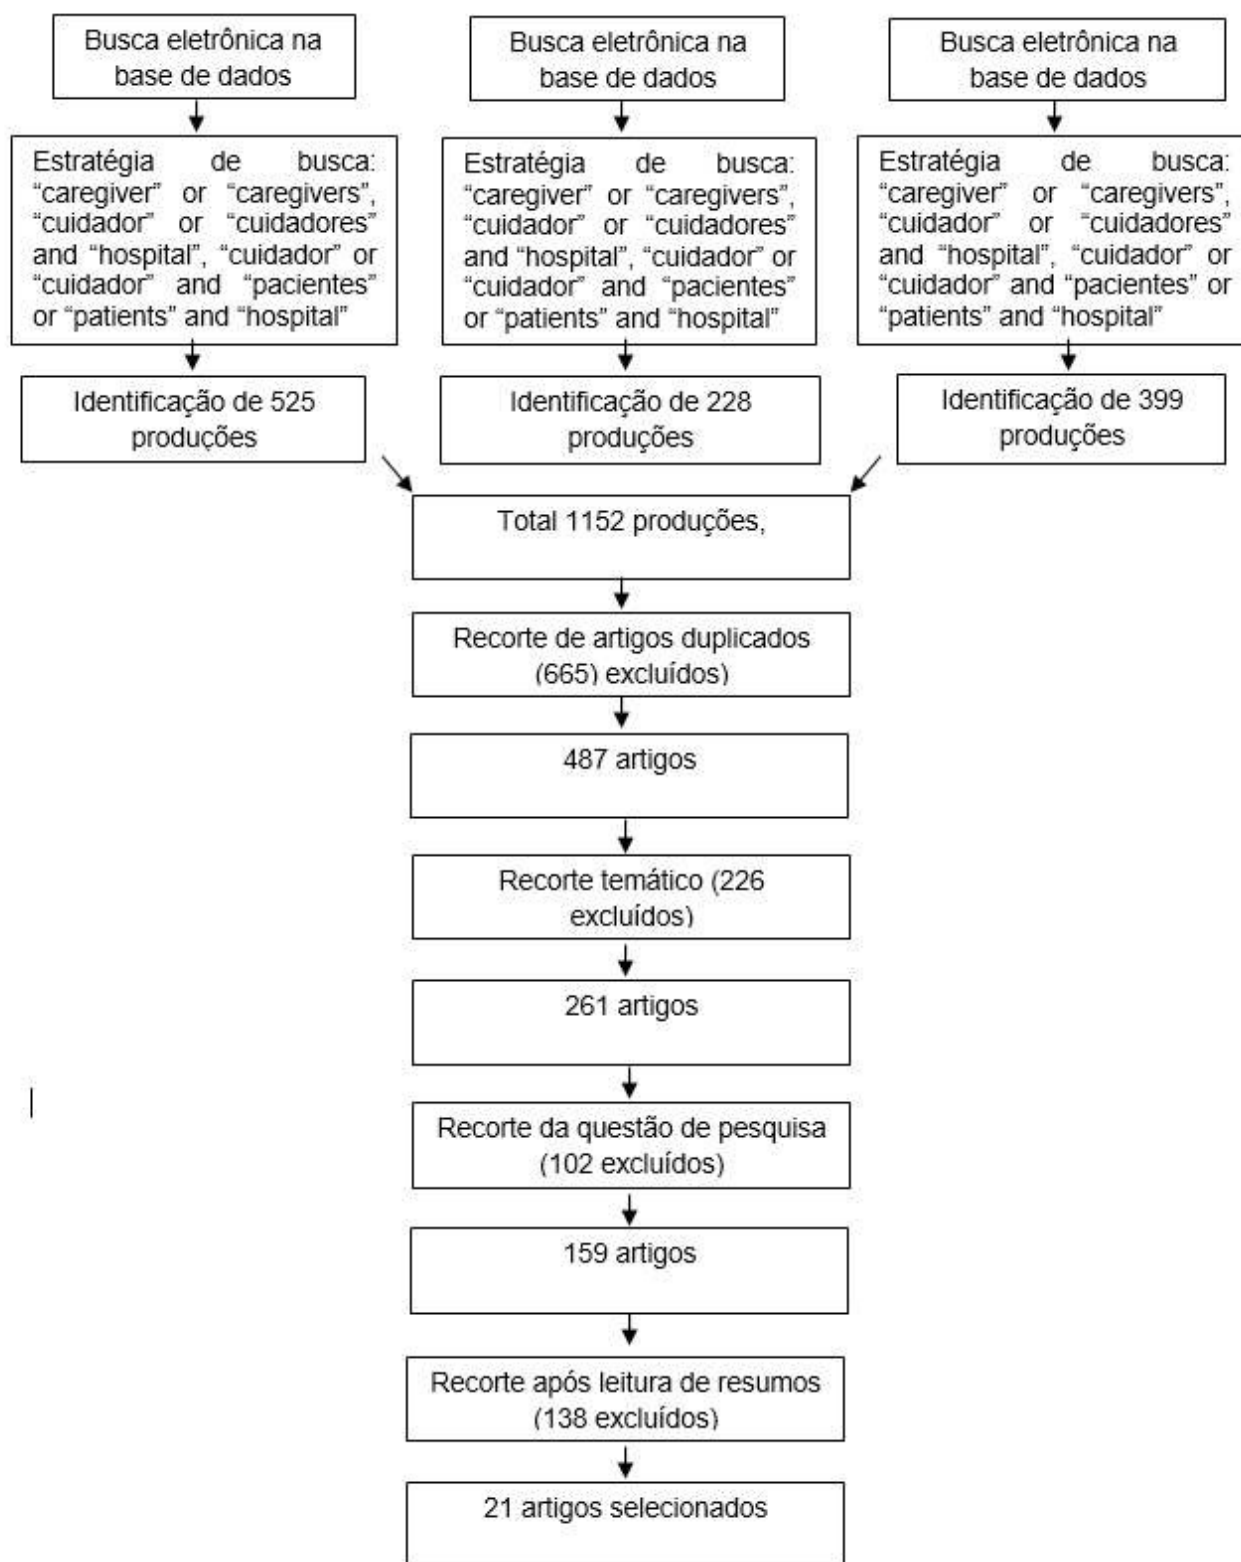 Busca eletrônica na
base de dados
Busca eletrônica na
base de dados
Busca eletrônica na
base de dados
Estratégia de busca:
“caregiver” or “caregivers”,
“cuidador” or “cuidadores”
and “hospital”, “cuidador” or
“cuidador” and “pacientes”
or “patients” and “hospital”
Estratégia de busca:
“caregiver” or “caregivers”,
“cuidador” or “cuidadores”
and “hospital”, “cuidador” or
“cuidador” and “pacientes”
or “patients” and “hospital”
Estratégia de busca:
“caregiver” or “caregivers”,
“cuidador” or “cuidadores”
and “hospital”, “cuidador” or
“cuidador” and “pacientes” or
“patients” and “hospital”
Identificação de 525
produções
Identificação de 228
produções
Identificação de 399
produções
Total 1152 produções,
Recorte de artigos duplicados
(665) excluídos)
487 artigos
Recorte temático (226
excluídos)
261 artigos
Recorte da questão de pesquisa
(102 excluídos)
159 artigos
Recorte após leitura de resumos
(138 excluídos)
21 artigos selecionados